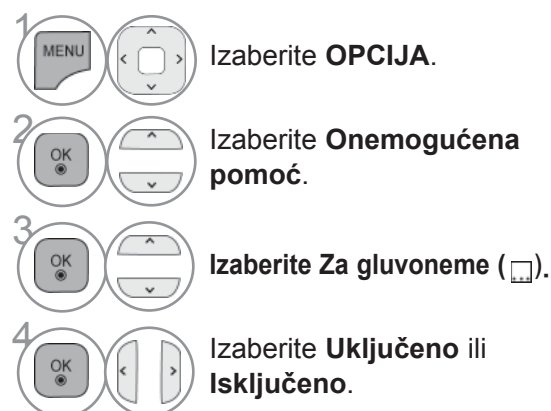 1
MENU
Izaberite OPCIJA.
2
OK
Izaberite Onemogućena
pomoć.
3
OK
Izaberite Za gluvoneme ( ).
4
OK
Izaberite Uključeno ili
Isključeno.